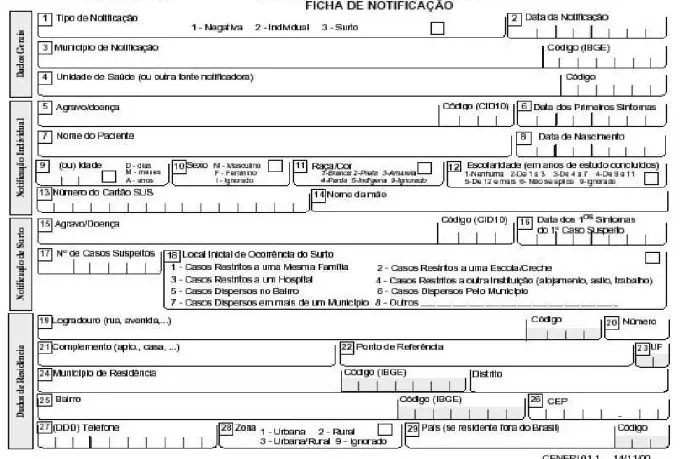 FICHA DE NOTIFICAÇÃO
Dados Gerais
1 Tipo de Notificação
1 - Negativa 2 - Individual 3 - Surto
2 Data da Notificação
3 Município de Notificação
Código (IBGE)
4 Unidade de Saúde (ou outra fonte notificadora)
Código
Notificação Individual
5 Agravo/doença
Código (CID10)
6 Data dos Primeiros Sintomas
7 Nome do Paciente
8 Data de Nascimento
9 (ou) Idade
D - dias
M - meses
A - anos
10 Sexo M - Masculino
F - Feminino
I - Ignorado
11 Raça/Cor
1-Branca 2-Preta 3-Amarela
4-Parda 5-Indígena 9-Ignorado
12 Escolaridade (em anos de estudo concluídos)
1-Nenhuma 2-De 1 a 3 3-De 4 a 7 4-De 8 a 11
5-De 12 e mais 6- Não se aplica 9-Ignorado
13 Número do Cartão SUS
14 Nome da mãe
Notificação de Surto
15 Agravo/Doença
Código (CID10)
16 Data dos 1os Sintomas
do 1º Caso Suspeito
17 Nº de Casos Suspeitos
18 Local Inicial de Ocorrência do Surto
1 - Casos Restritos a uma Mesma Família 2 - Casos Restritos a uma Escola/Creche
3 - Casos Restritos a um Hospital 4 - Casos Restritos a outra Instituição (alojamento, asilo, trabalho)
5 - Casos Dispersos no Bairro 6 - Casos Dispersos Pelo Município
7 - Casos Dispersos em mais de um Município 8 - Outros
Dados de Residência
19 Logradouro (rua, avenida,...)
Código
20 Número
21 Complemento (apto., casa, ...)
22 Ponto de Referência
23 UF
24 Município de Residência
Código (IBGE)
Distrito
25 Bairro
Código (IBGE)
26 CEP
27 (DDD) Telefone
28 Zona 1 - Urbana 2 - Rural
3 - Urbana/Rural 9 - Ignorado
29 País (se residente fora do Brasil)
Código